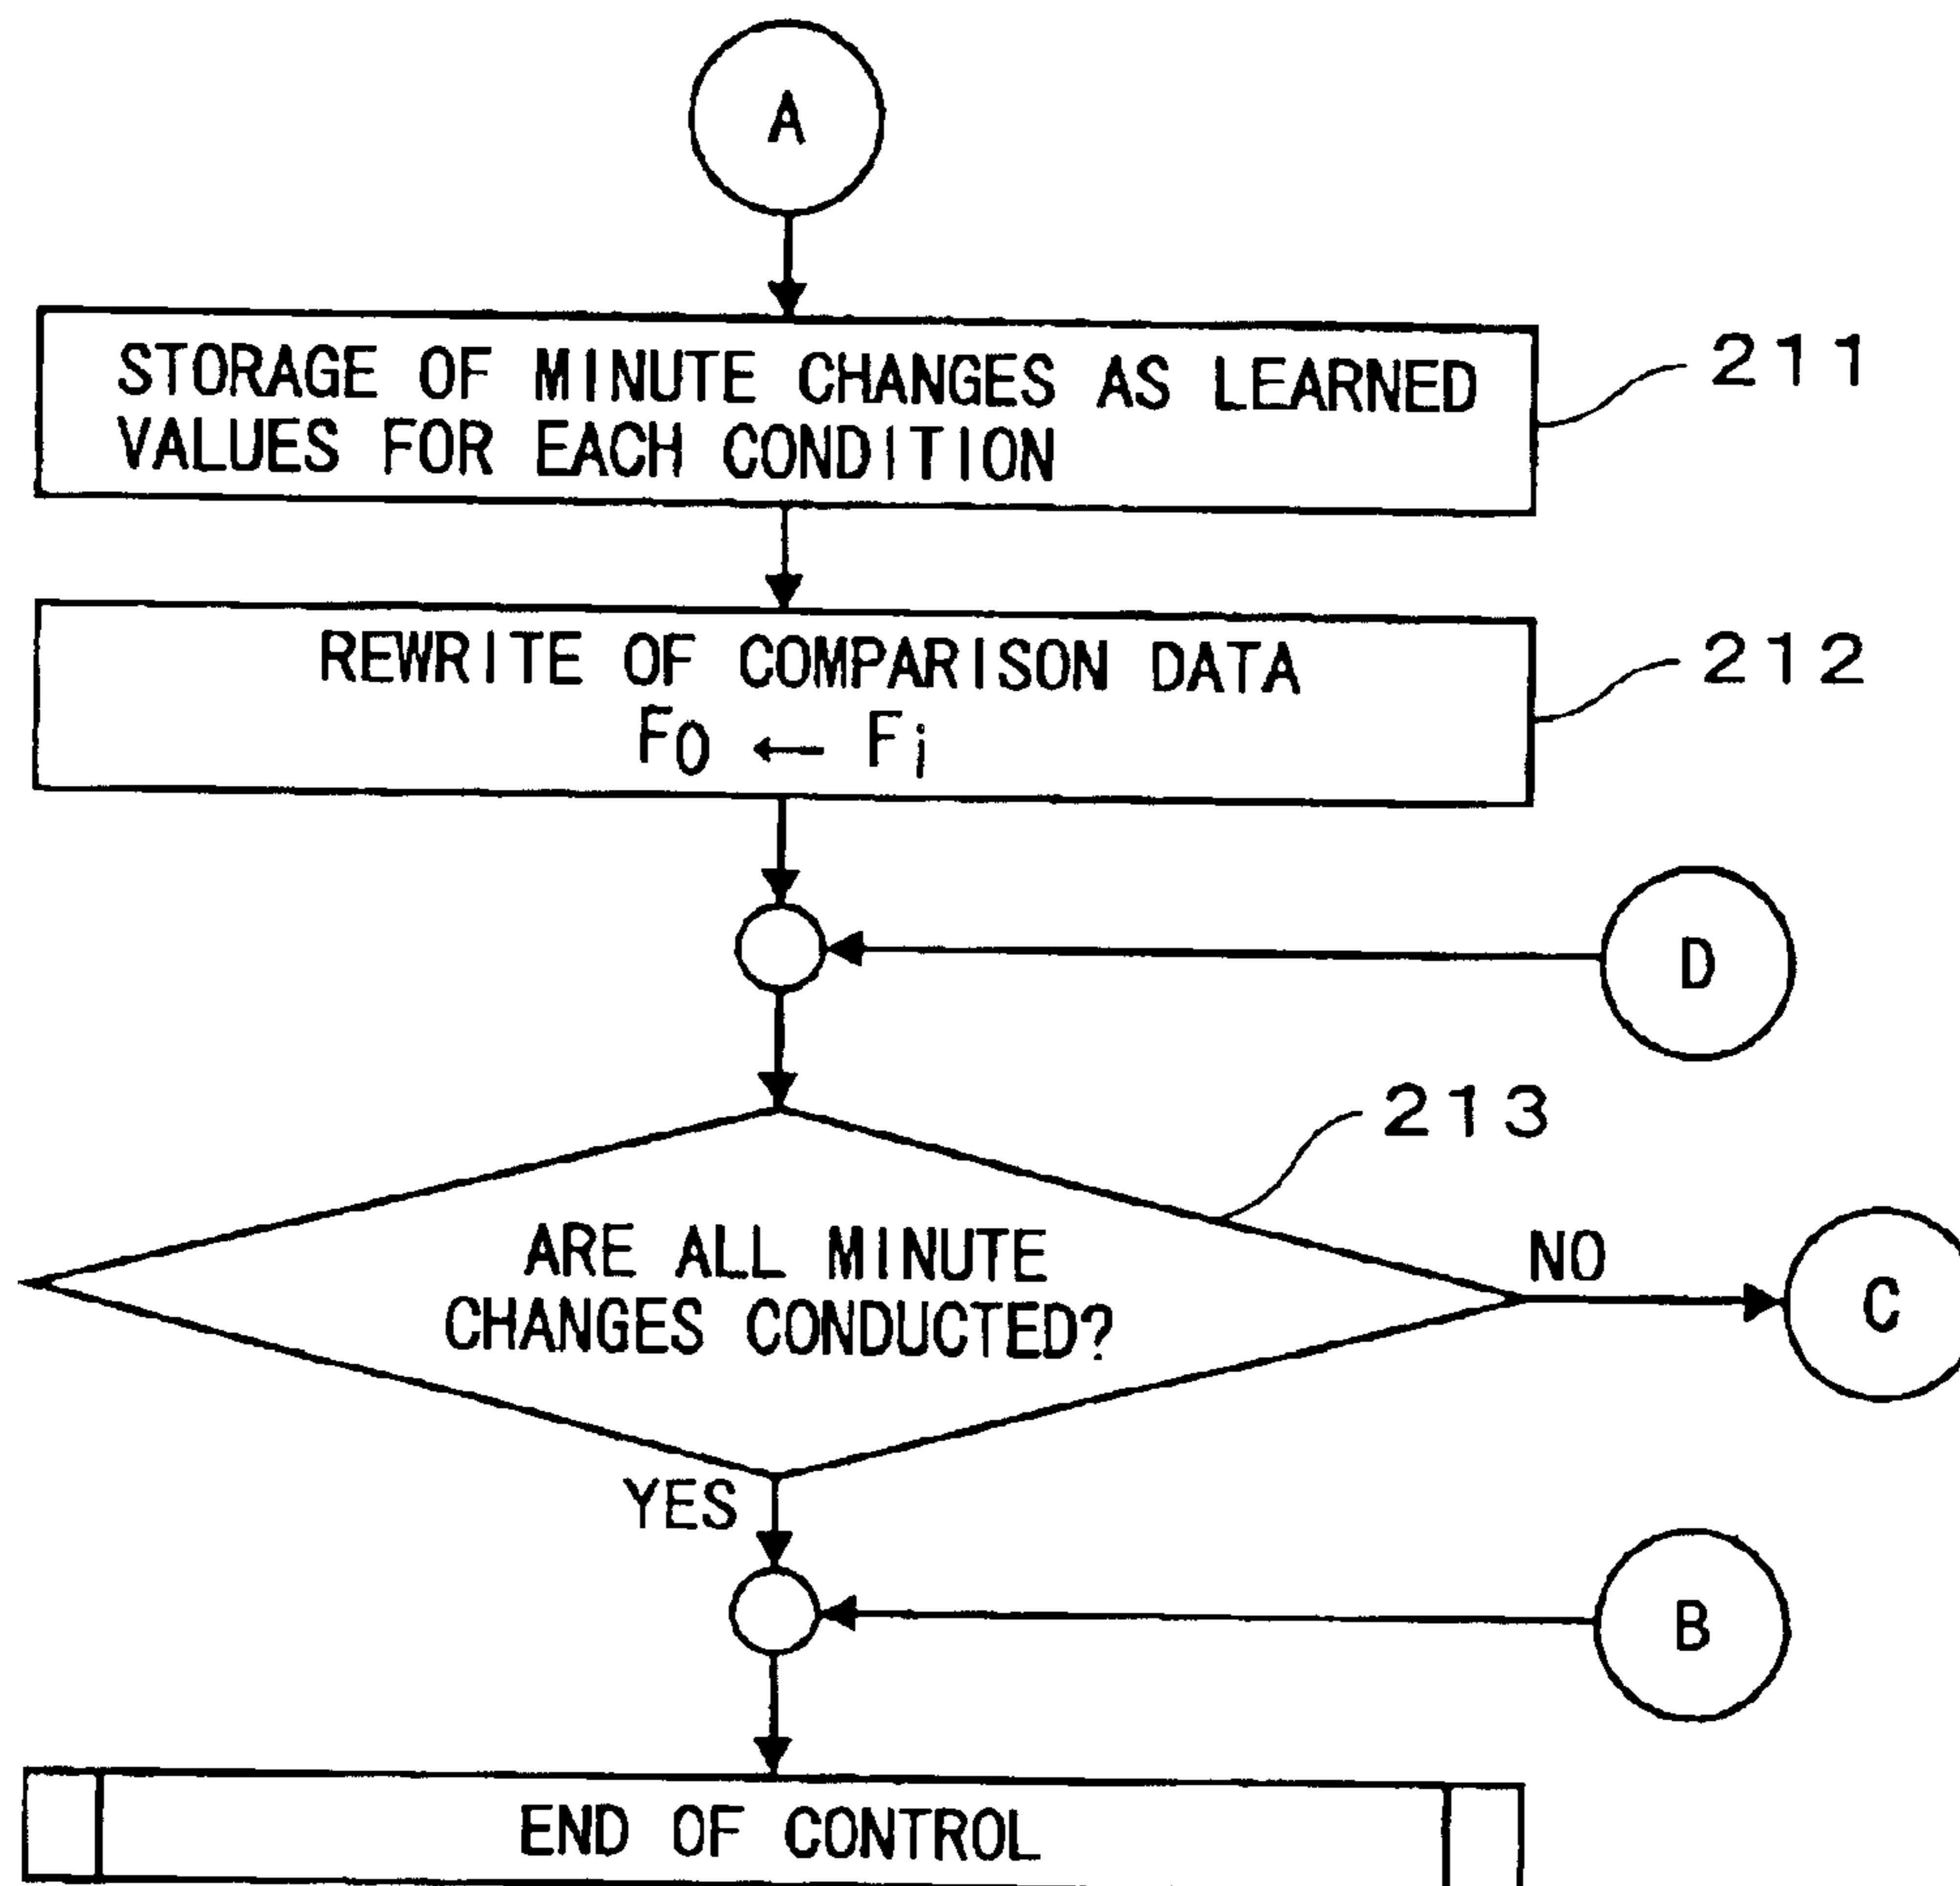 A
STORAGE OF MINUTE CHANGES AS LEARNED
VALUES FOR EACH CONDITION
211
REWRITE OF COMPARISON DATA
F0 ← Fi
212
D
213
ARE ALL MINUTE
CHANGES CONDUCTED?
NO
C
YES
B
END OF CONTROL